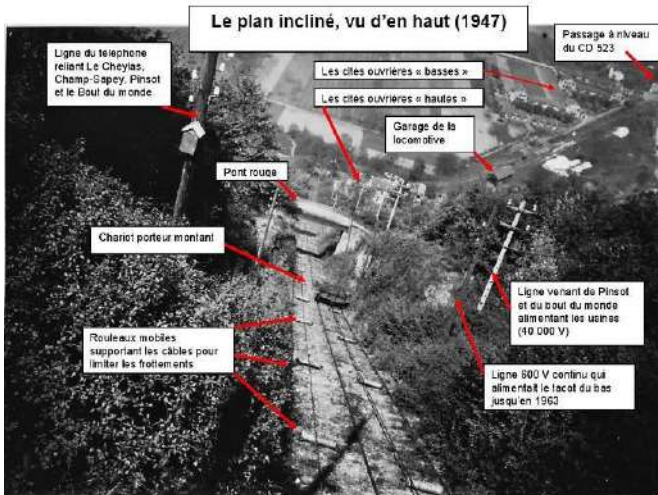 Le plan incliné, vu d'en haut (1947)
Ligne du téléphone
reliant Le Cheylas,
Champ-Sapey, Pinsot
et le Bout du monde
Passage à niveau
du CD 523
Les cités ouvrières « basses »
Les cités ouvrières « hautes »
Garage de la
locomotive
Pont rouge
Chariot porteur montant
Rouleaux mobiles
supportant les câbles pour
limiter les frottements
Ligne venant de Pinsot
et du bout du monde
alimentant les usines
(40 000 V)
Ligne 600 V continu qui
alimentait le tacot du bas
jusqu'en 1963